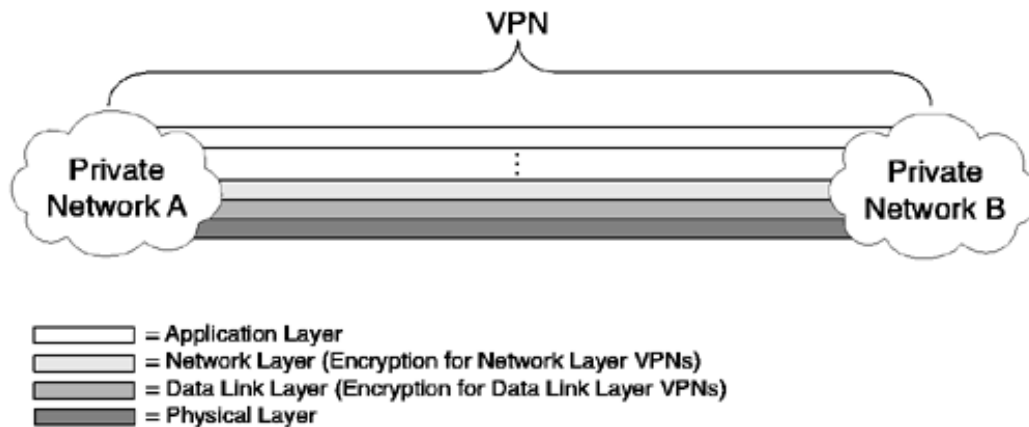 VPN
Private
Network A
Private
Network B
= Application Layer
= Network Layer (Encryption for Network Layer VPNs)
= Data Link Layer (Encryption for Data Link Layer VPNs)
= Physical Layer